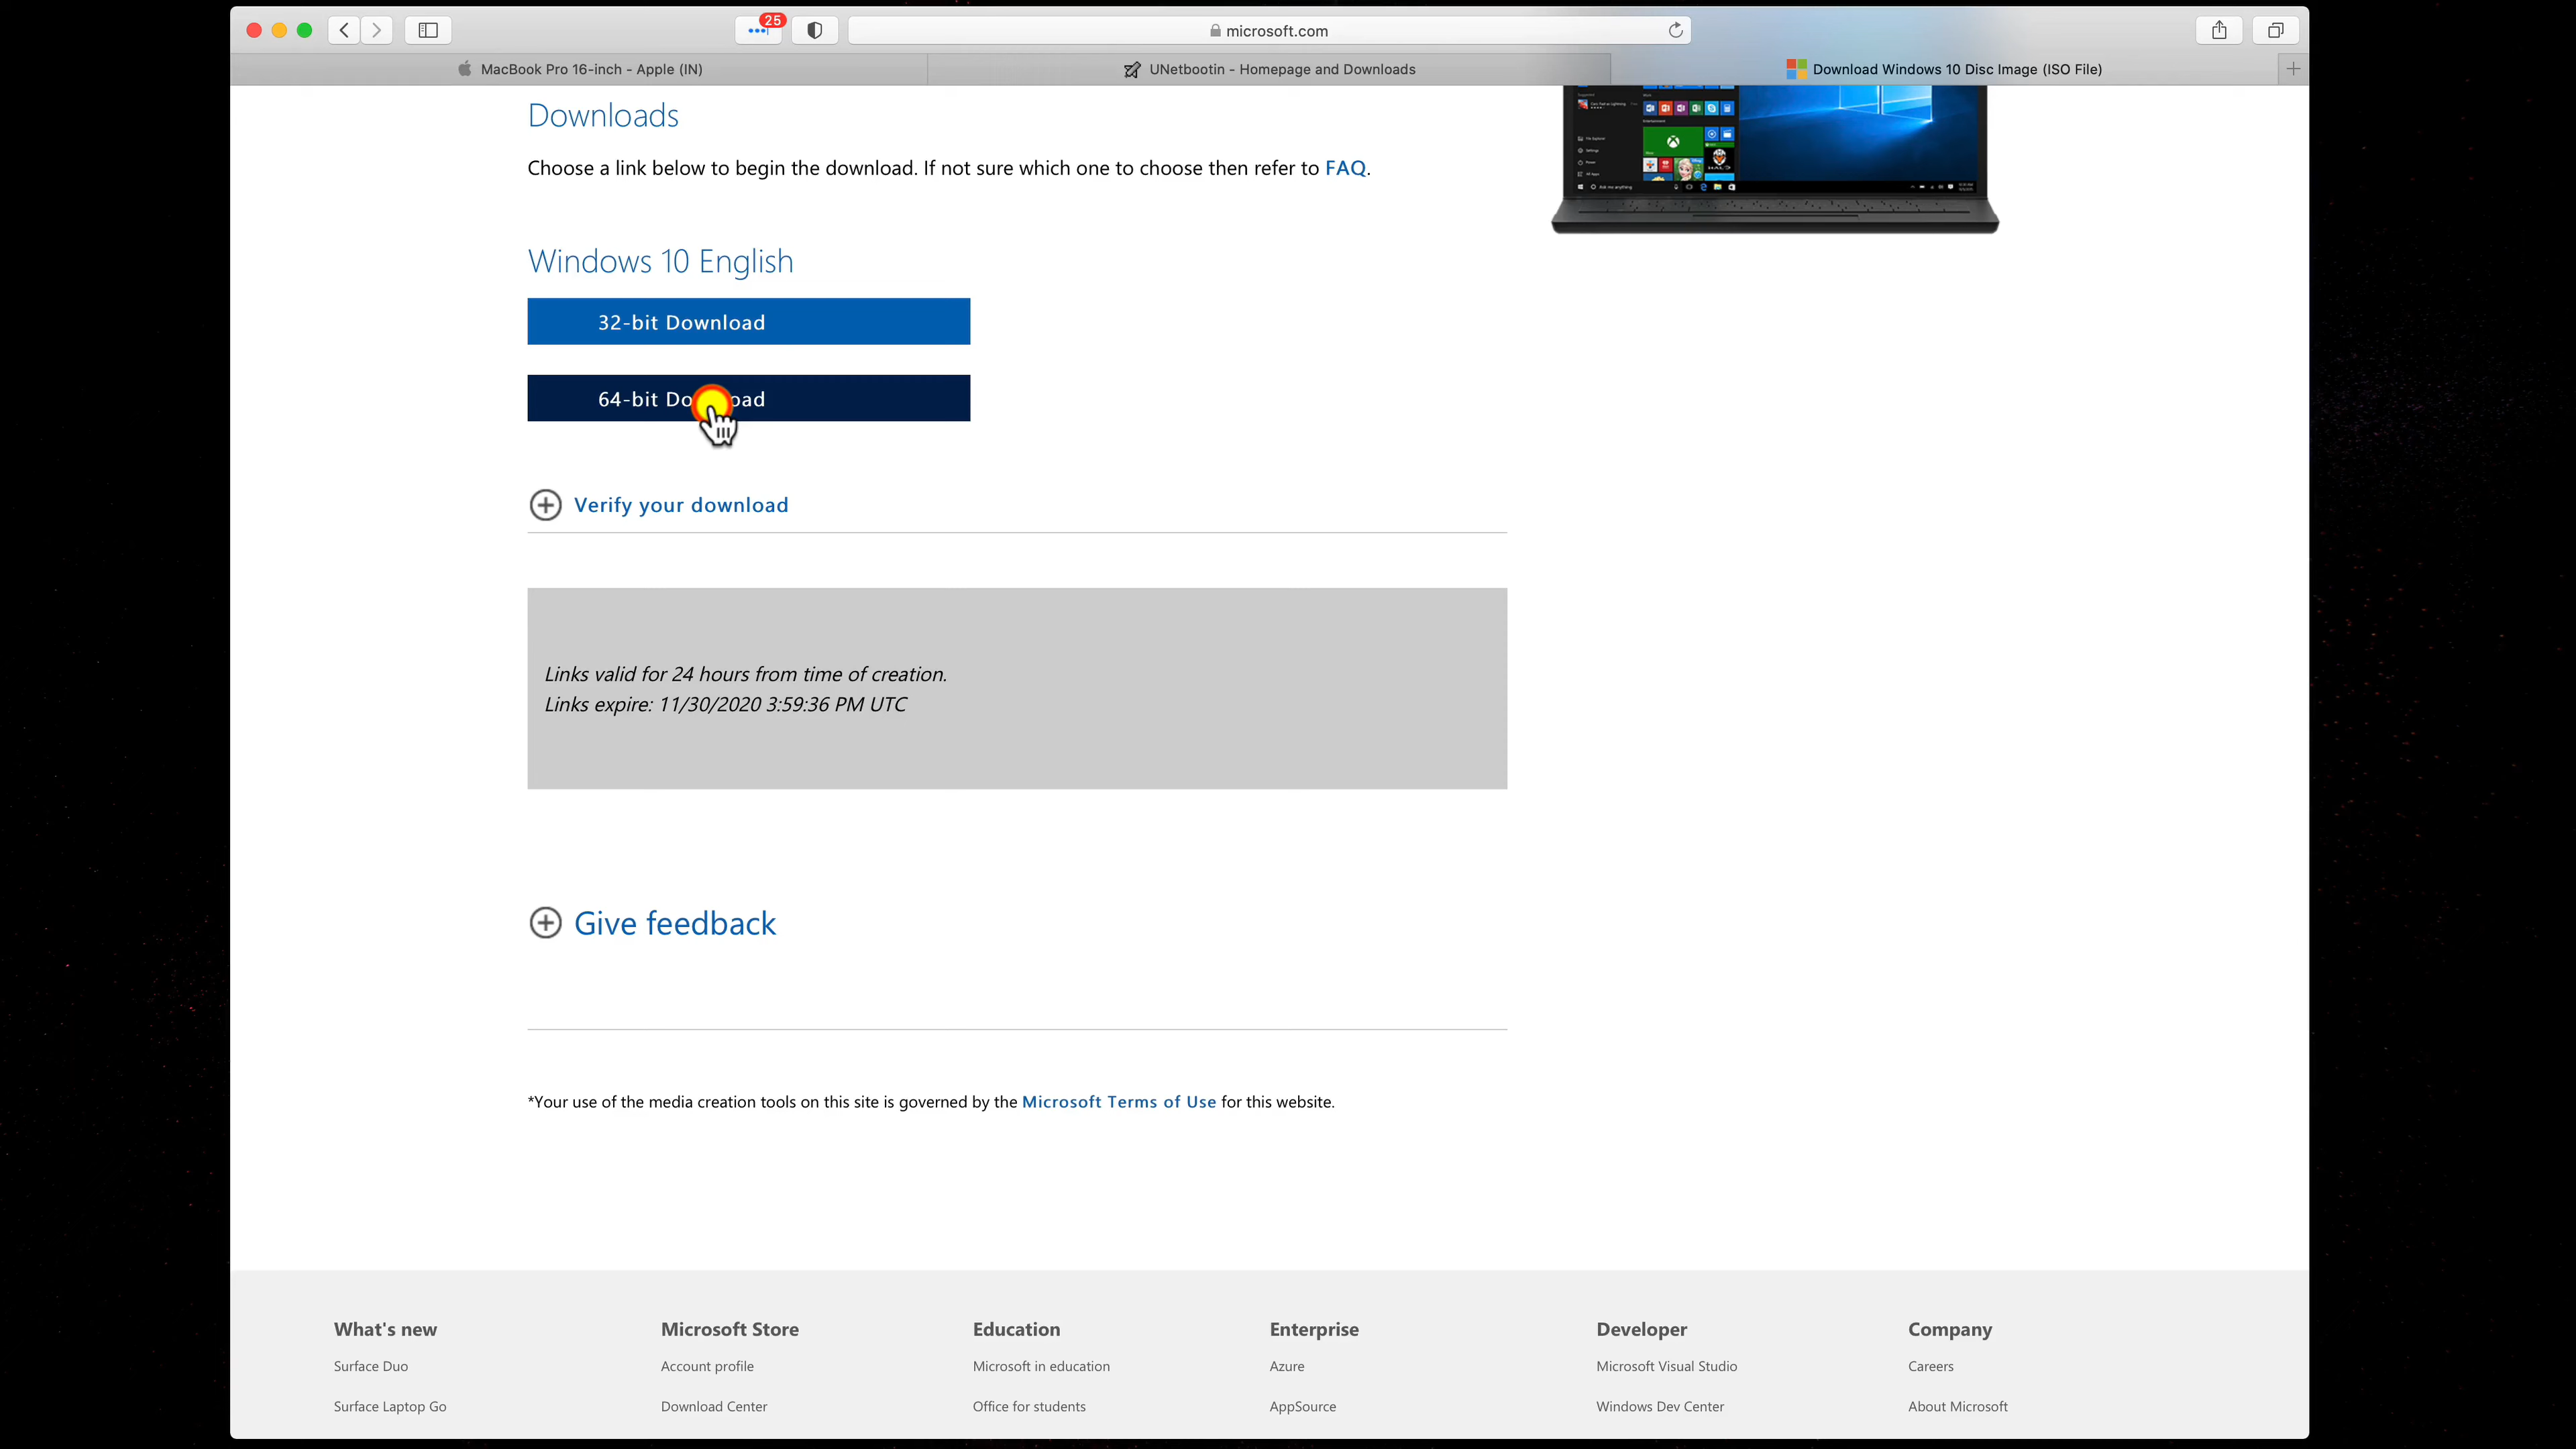 25
microsoft.com
MacBook Pro 16-inch - Apple (IN)
UNetbootin - Homepage and Downloads
Download Windows 10 Disc Image (ISO File)
Downloads
Choose a link below to begin the download. If not sure which one to choose then refer to FAQ.
Windows 10 English
32-bit Download
64-bit Do oad
Verify your download
Links valid for 24 hours from time of creation.
Links expire: 11/30/2020 3:59:36 PM UTC
Give feedback
*Your use of the media creation tools on this site is governed by the Microsoft Terms of Use for this website.
What's new
Microsoft Store
Education
Enterprise
Developer
Company
Surface Duo
Account profile
Microsoft in education
Azure
Microsoft Visual Studio
Careers
Surface Laptop Go
Download Center
Office for students
AppSource
Windows Dev Center
About Microsoft